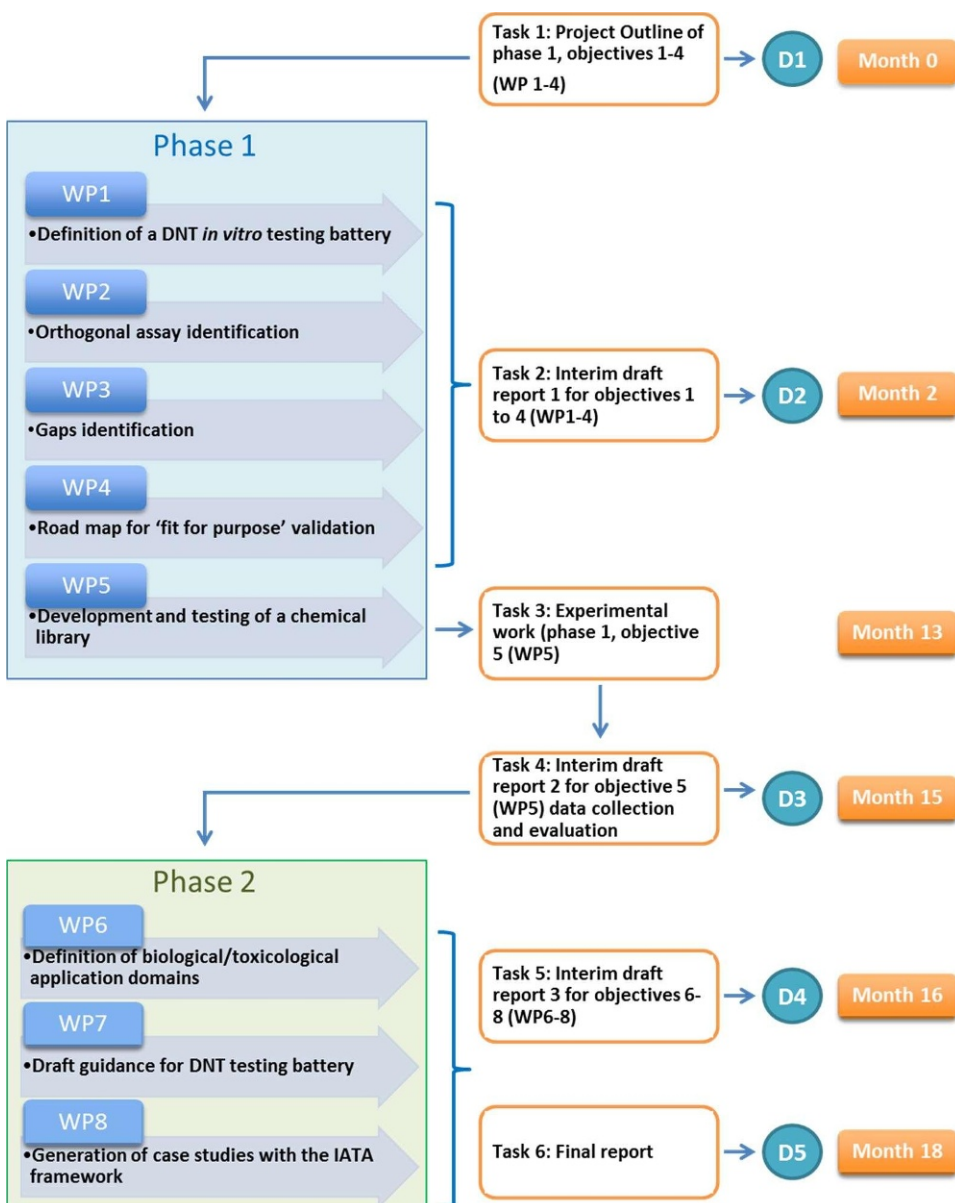 Task 1: Project Outline of
phase 1, objectives 1-4
(WP 1-4)
D1
Month 0
Phase 1
WP1
•Definition of a DNT in vitro testing battery
WP2
•Orthogonal assay identification
WP3
•Gaps identification
WP4
•Road map for ‘fit for purpose’ validation
WP5
•Development and testing of a chemical
library
Task 2: Interim draft
report 1 for objectives 1
to 4 (WP1-4)
D2
Month 2
Task 3: Experimental
work (phase 1, objective
5 (WP5)
Month 13
Task 4: Interim draft
report 2 for objective 5
(WP5) data collection
and evaluation
D3
Month 15
Phase 2
WP6
•Definition of biological/toxicological
application domains
WP7
•Draft guidance for DNT testing battery
WP8
•Generation of case studies with the IATA
framework
Task 5: Interim draft
report 3 for objectives 6-
8 (WP6-8)
D4
Month 16
Task 6: Final report
D5
Month 18